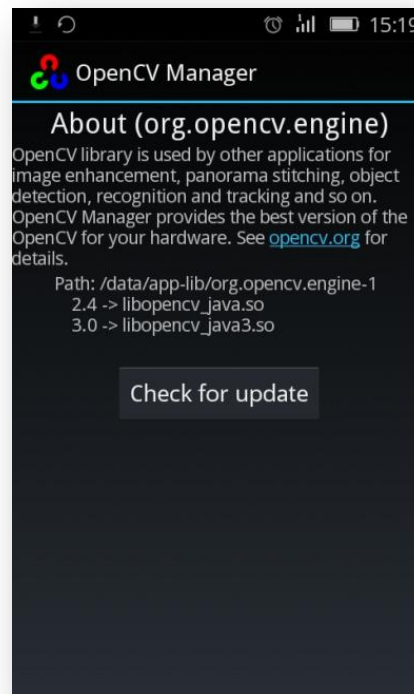 15:19
OpenCV Manager
About (org.opencv.engine)
OpenCV library is used by other applications for
image enhancement, panorama stitching, object
detection, recognition and tracking and so on.
OpenCV Manager provides the best version of the
OpenCV for your hardware. See opencv.org for
details.
Path: /data/app-lib/org.opencv.engine-1
2.4 -> libopencv_java.so
3.0 -> libopencv_java3.so
Check for update